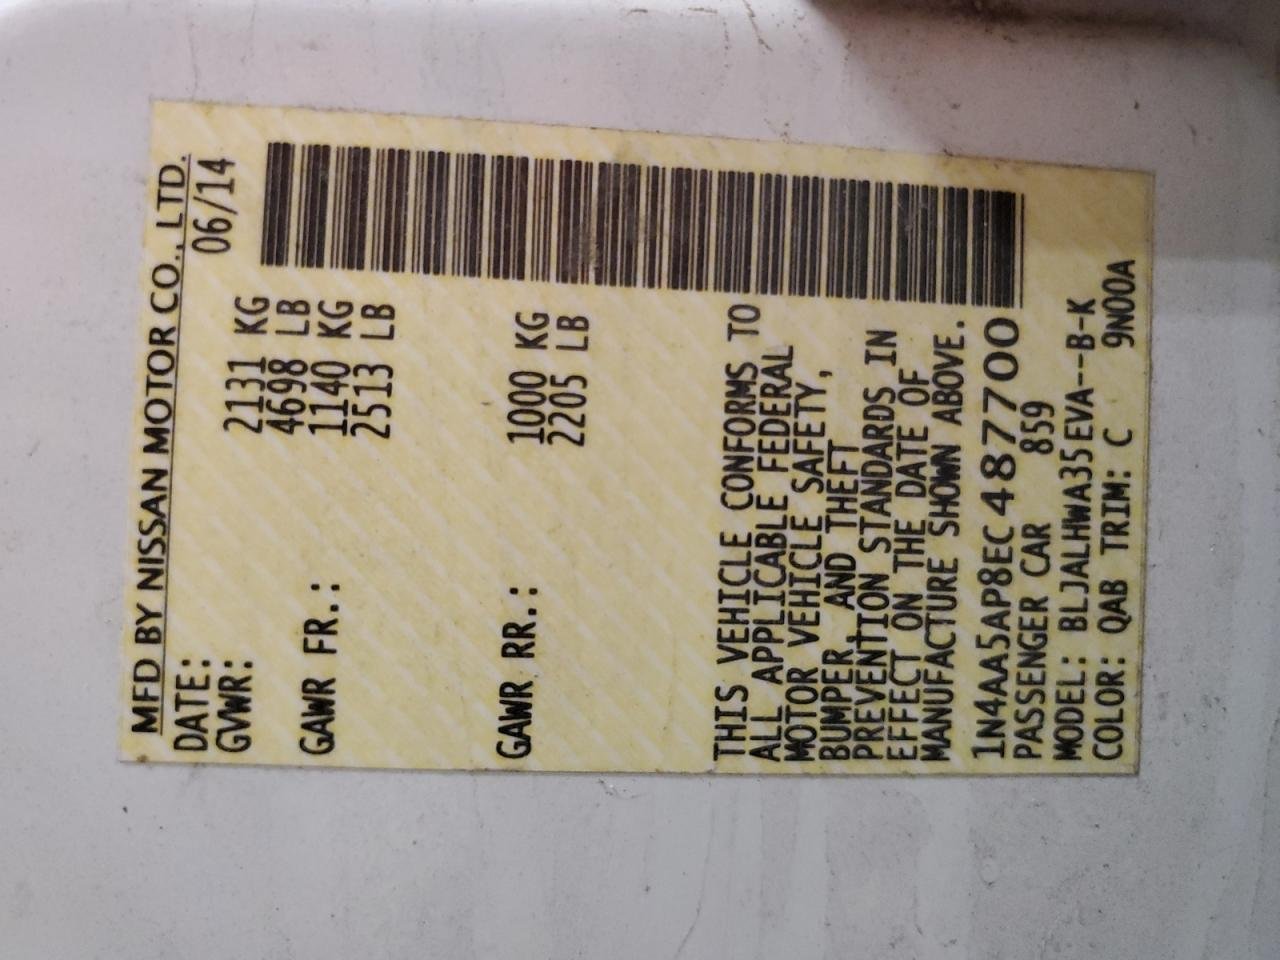 MFD BY NISSAN MOTOR CO., LTD.
DATE: 06/14
GVWR: 2131 KG
4698 LB
GAWR FR.: 1140 KG
2513 LB
GAWR RR.: 1000 KG
2205 LB
THIS VEHICLE CONFORMS TO
ALL APPLICABLE FEDERAL
MOTOR VEHICLE SAFETY,
BUMPER, AND THEFT
PREVENTION STANDARDS IN
EFFECT ON THE DATE OF
MANUFACTURE SHOWN ABOVE.
1N4AA5AP8EC487700
PASSENGER CAR 859
MODEL: BLJALHWA35EVA---B-K
COLOR: QAB TRIM: C 9N00A